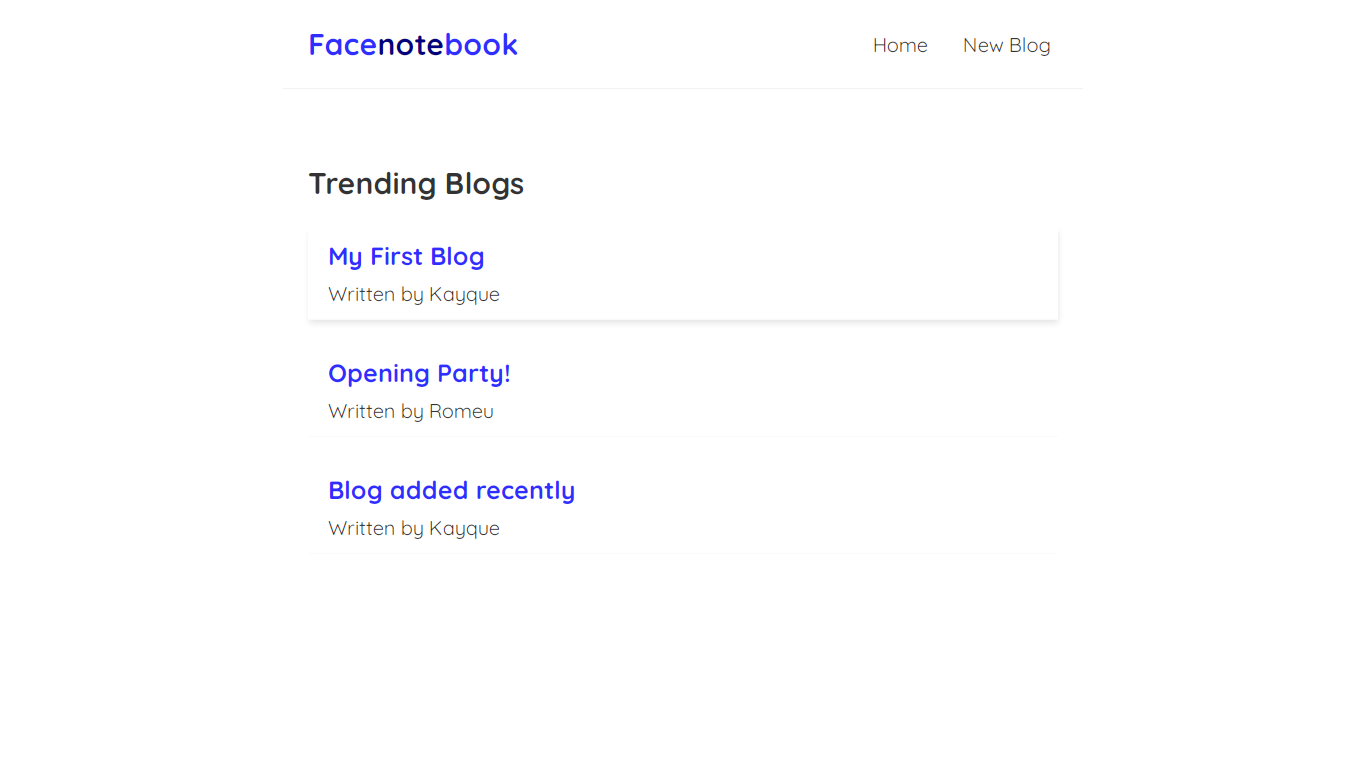 Facenotebook
Home
New Blog
Trending Blogs
My First Blog
Written by Kayque
Opening Party!
Written by Romeu
Blog added recently
Written by Kayque